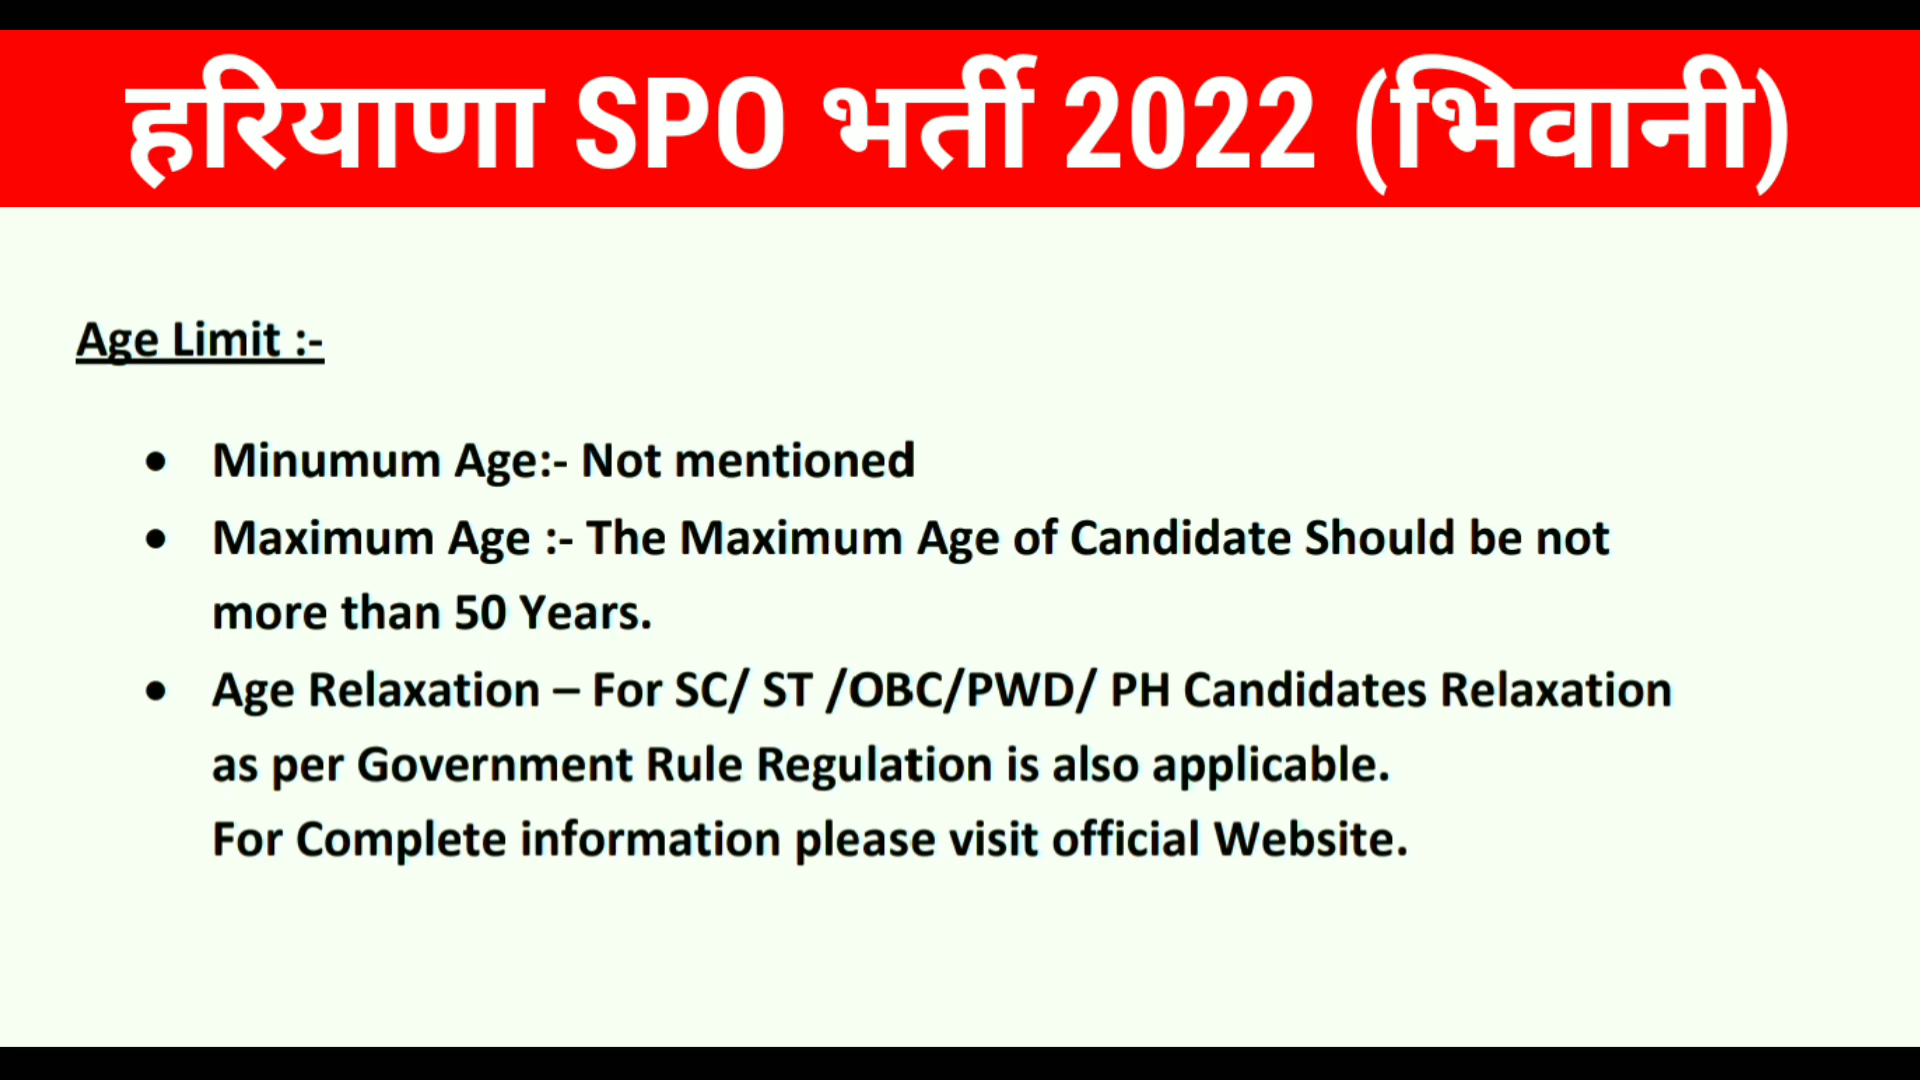 हरियाणा SPO भर्ती 2022 (भिवानी)
Age Limit :-
• Minumum Age:- Not mentioned
• Maximum Age :- The Maximum Age of Candidate Should be not
more than 50 Years.
• Age Relaxation – For SC/ ST /OBC/PWD/ PH Candidates Relaxation
as per Government Rule Regulation is also applicable.
For Complete information please visit official Website.